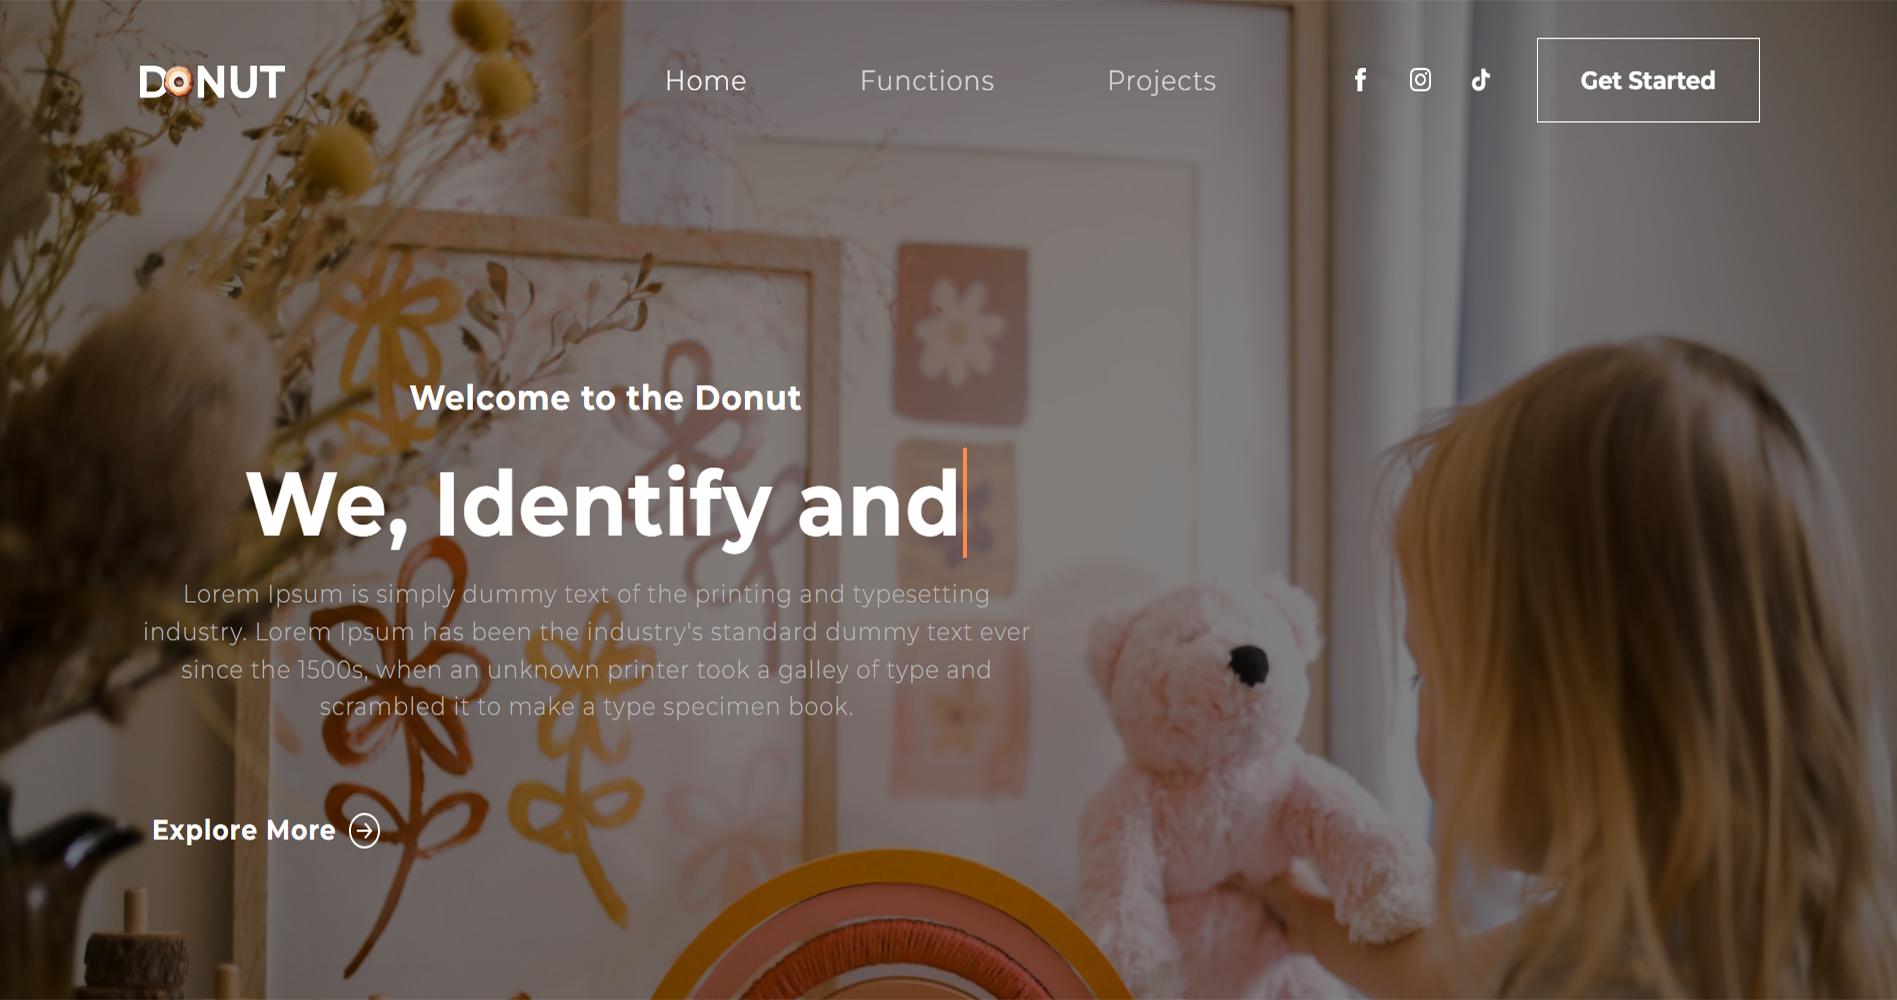 DONUT
Home
Functions
Projects
Get Started
Welcome to the Donut
We, Identify and
Lorem Ipsum is simply dummy text of the printing and typesetting
industry. Lorem Ipsum has been the industry's standard dummy text ever
since the 1500s, when an unknown printer took a galley of type and
scrambled it to make a type specimen book.
Explore More